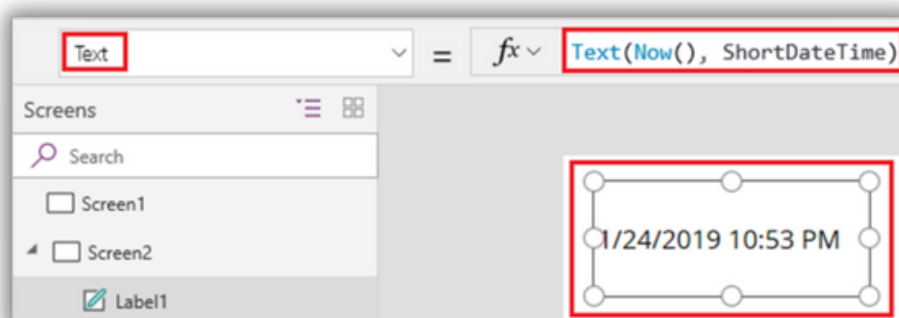 Text = fx Text(Now(), ShortDateTime)
Screens
Search
Screen1
Screen2
Label1
1/24/2019 10:53 PM